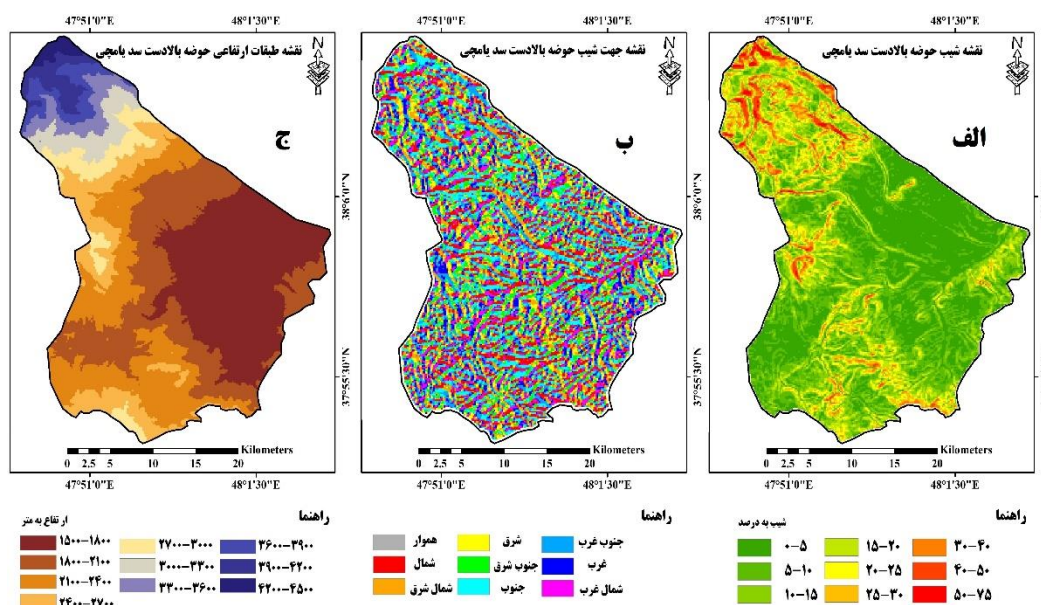 47°51'0"E 48°1'30"E 47°51'0"E 48°1'30"E 47°51'0"E 48°1'30"E
نقشه شیب حوضه بالادست سد یامچی
نقشه جهت شیب حوضه بالادست سد یامچی
نقشه طبقات ارتفاعی حوضه بالادست سد یامچی
N N N
الف
ب
ج
38°6'0"N 38°6'0"N
37°55'30"N 37°55'30"N
Kilometers
0 2.5 5 10 15 20
Kilometers
0 2.5 5 10 15 20
Kilometers
0 2.5 5 10 15 20
47°51'0"E 48°1'30"E 47°51'0"E 48°1'30"E 47°51'0"E 48°1'30"E
راهنما
شیب به درصد
۰-۵
۵-۱۰
۱۰-۱۵
۱۵-۲۰
۲۰-۲۵
۲۵-۳۰
۳۰-۴۰
۴۰-۵۰
۵۰-۷۵
راهنما
هموار
شمال
شمال شرق
شرق
جنوب شرق
جنوب
جنوب غرب
غرب
شمال غرب
راهنما
ارتفاع به متر
۱۵۰۰-۱۸۰۰
۱۸۰۰-۲۱۰۰
۲۱۰۰-۲۴۰۰
۲۴۰۰-۲۷۰۰
۲۷۰۰-۳۰۰۰
۳۰۰۰-۳۳۰۰
۳۳۰۰-۳۶۰۰
۳۶۰۰-۳۹۰۰
۳۹۰۰-۴۲۰۰
۴۲۰۰-۴۵۰۰